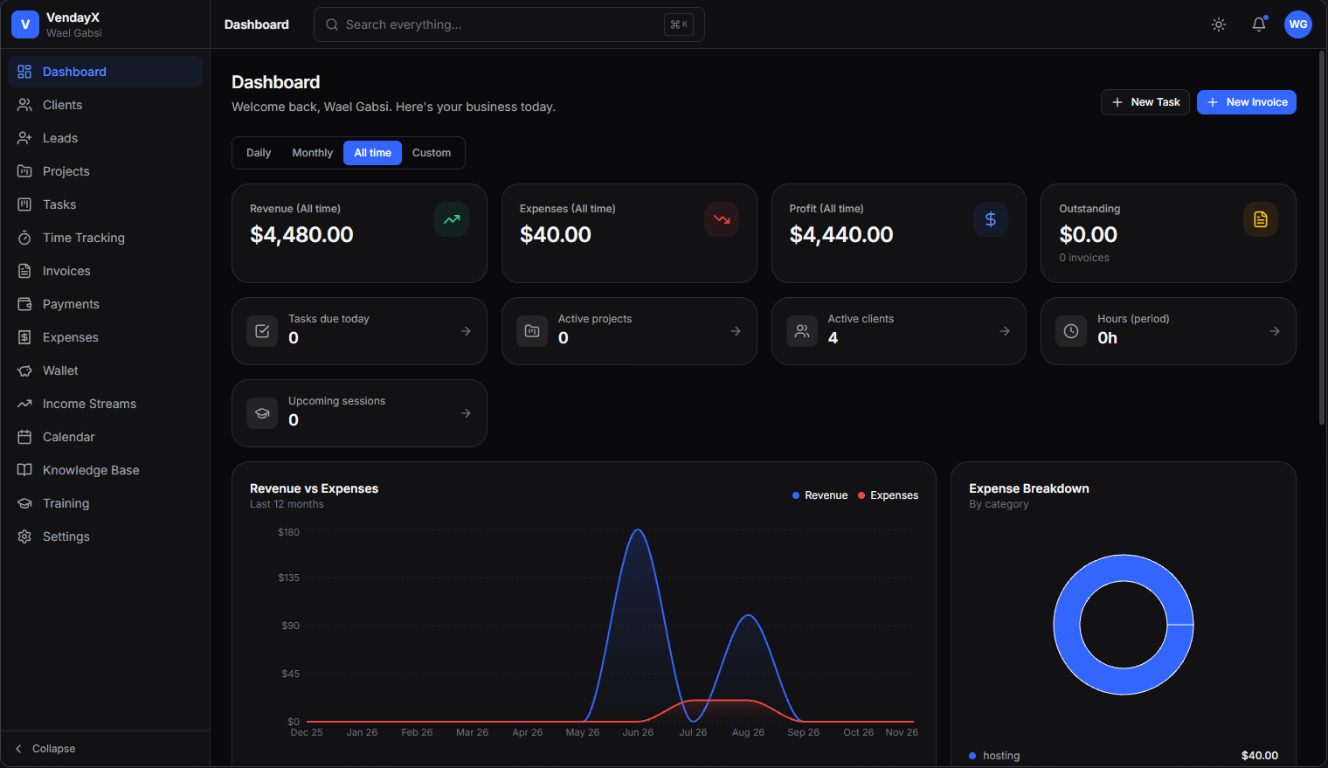 V
VendayX
Wael Gabsi
Dashboard
Search everything...
⌘K
WG
Dashboard
Clients
Leads
Projects
Tasks
Time Tracking
Invoices
Payments
Expenses
Wallet
Income Streams
Calendar
Knowledge Base
Training
Settings
Collapse
Dashboard
Welcome back, Wael Gabsi. Here's your business today.
New Task
New Invoice
Daily Monthly All time Custom
Revenue (All time)
$4,480.00
Expenses (All time)
$40.00
Profit (All time)
$4,440.00
Outstanding
$0.00
0 invoices
Tasks due today
0
Active projects
0
Active clients
4
Hours (period)
0h
Upcoming sessions
0
Revenue vs Expenses
Last 12 months
Revenue Expenses
$180
$135
$90
$45
$0
Dec 25 Jan 26 Feb 26 Mar 26 Apr 26 May 26 Jun 26 Jul 26 Aug 26 Sep 26 Oct 26 Nov 26
Expense Breakdown
By category
hosting $40.00